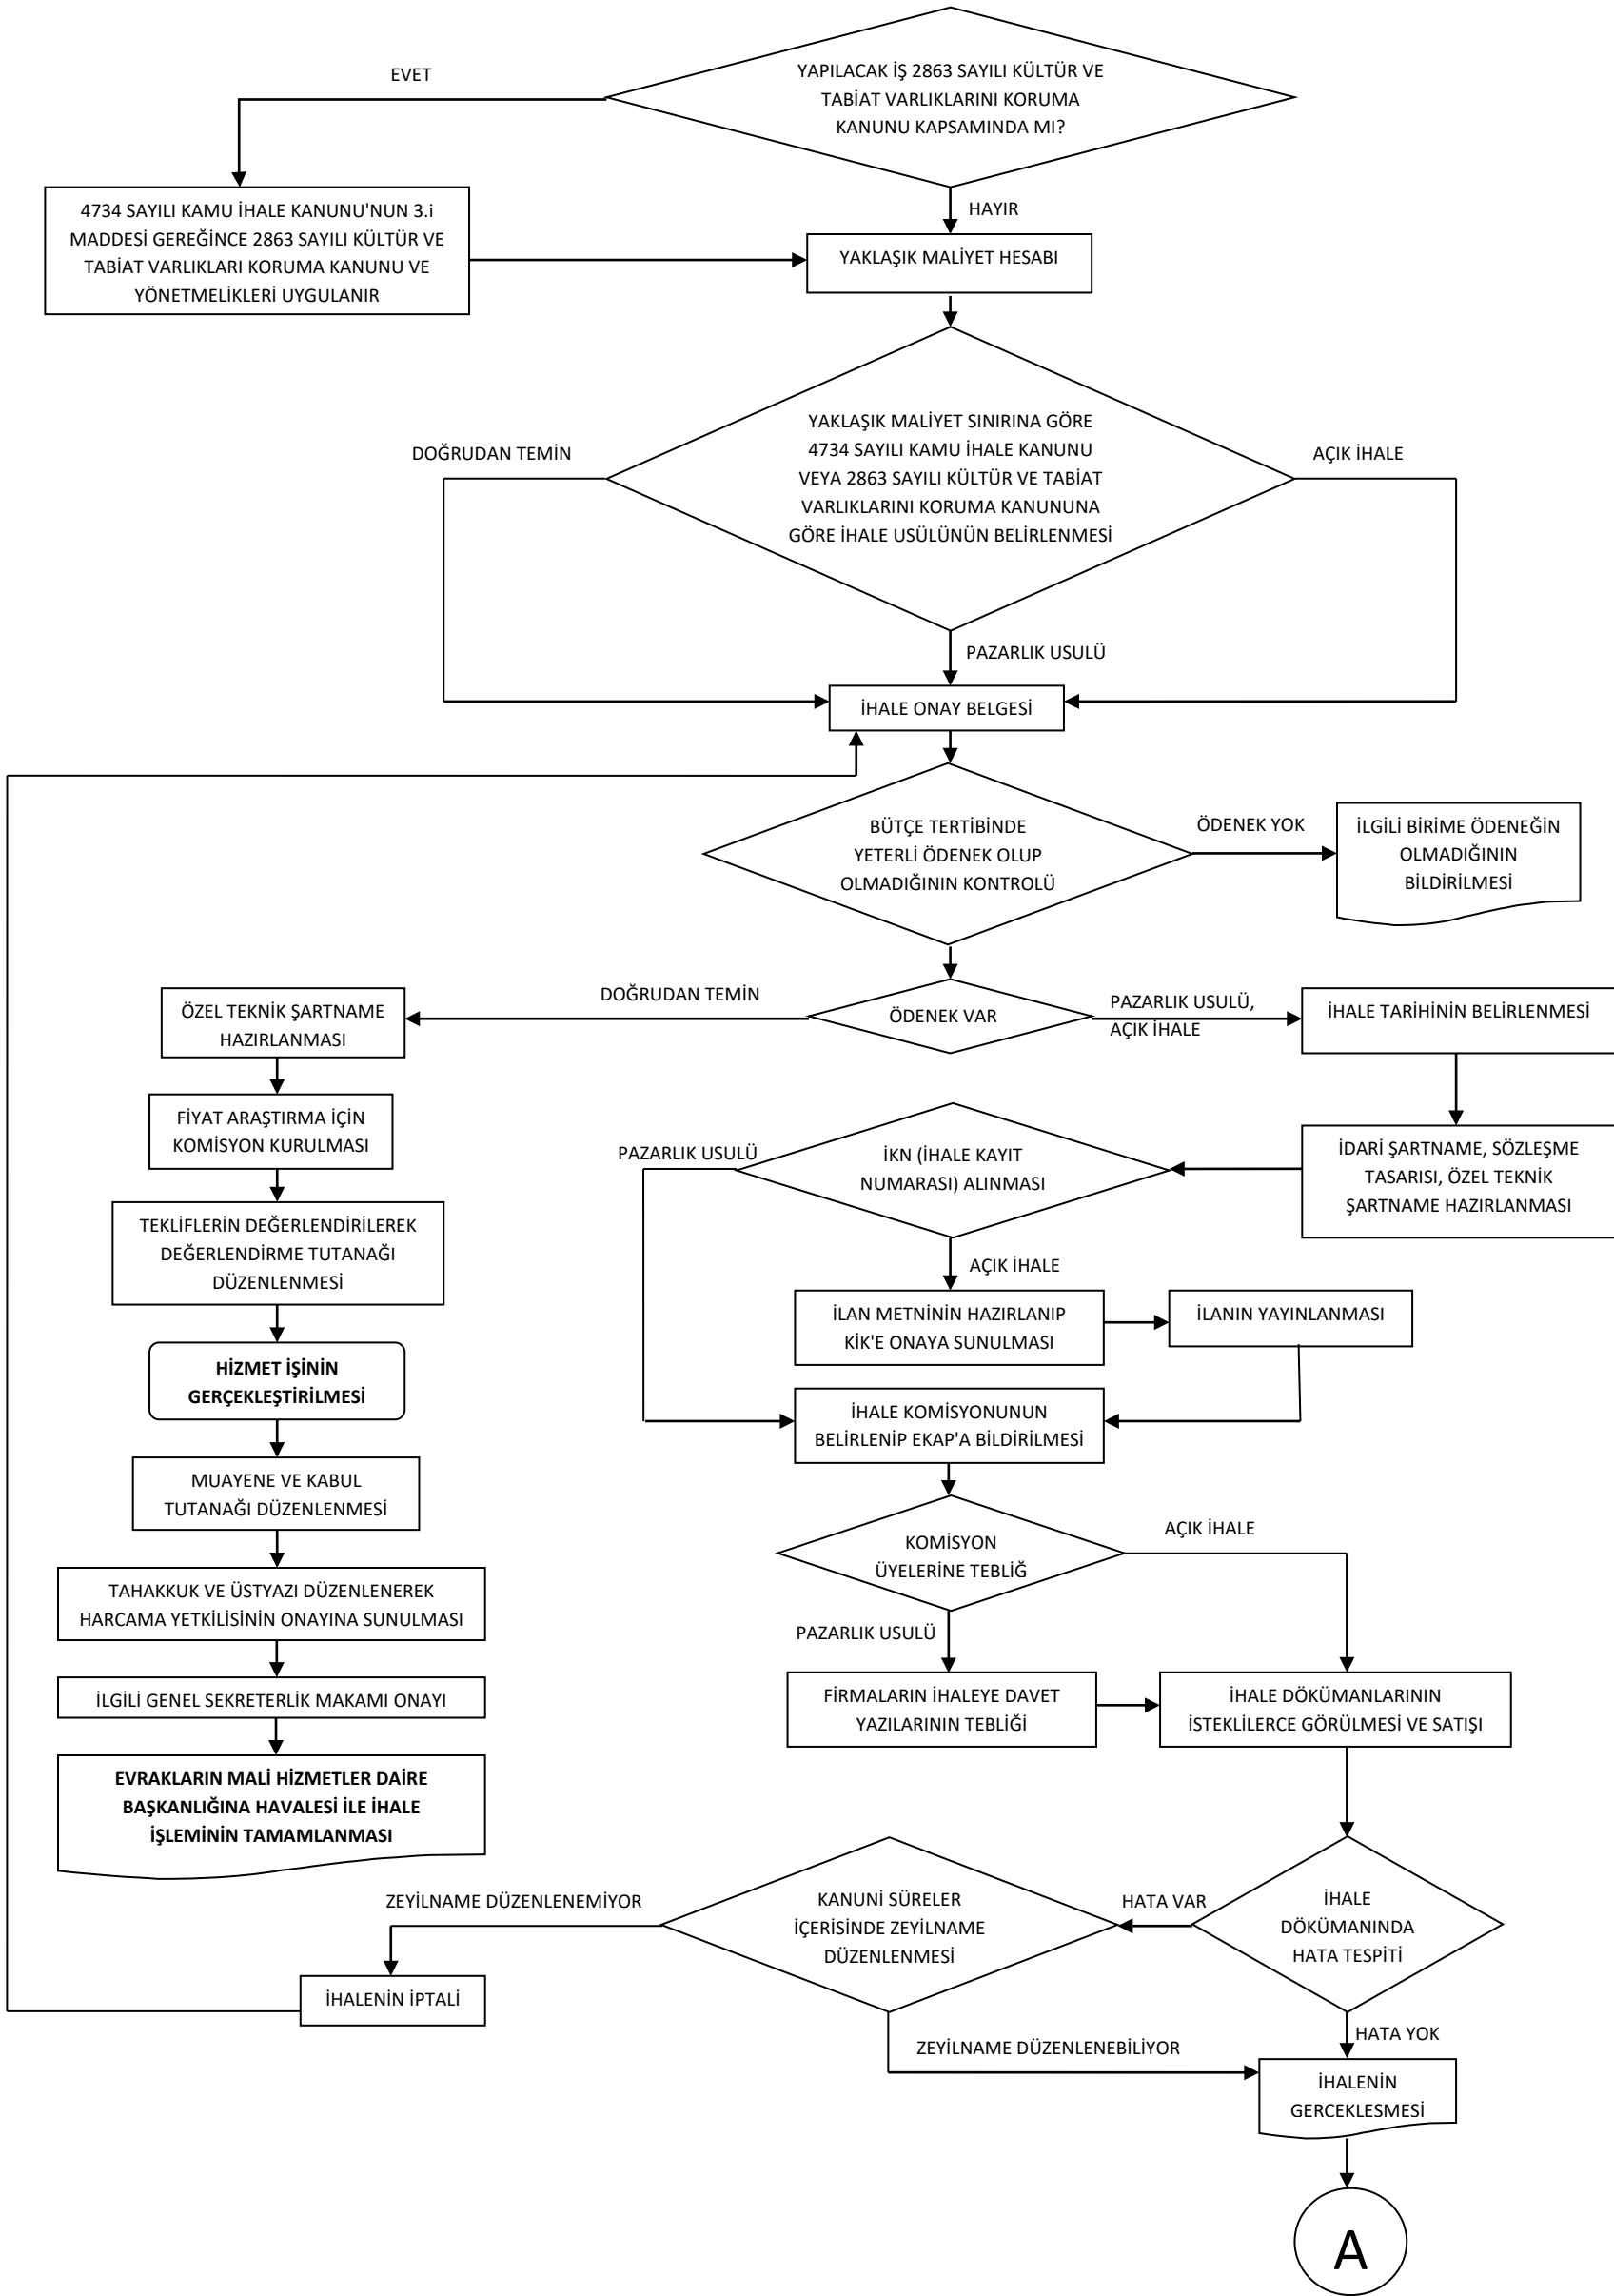 YAPILACAK İŞ 2863 SAYILI KÜLTÜR VE
TABİAT VARLIKLARINI KORUMA
KANUNU KAPSAMINDA MI?
EVET
HAYIR
4734 SAYILI KAMU İHALE KANUNU'NUN 3.i
MADDESİ GEREĞİNCE 2863 SAYILI KÜLTÜR VE
TABİAT VARLIKLARI KORUMA KANUNU VE
YÖNETMELİKLERİ UYGULANIR
YAKLAŞIK MALİYET HESABI
YAKLAŞIK MALİYET SINIRINA GÖRE
4734 SAYILI KAMU İHALE KANUNU
VEYA 2863 SAYILI KÜLTÜR VE TABİAT
VARLIKLARINI KORUMA KANUNUNA
GÖRE İHALE USÜLÜNÜN BELİRLENMESİ
DOĞRUDAN TEMİN
AÇIK İHALE
PAZARLIK USULÜ
İHALE ONAY BELGESİ
BÜTÇE TERTİBİNDE
YETERLİ ÖDENEK OLUP
OLMADIĞININ KONTROLÜ
ÖDENEK YOK
İLGİLİ BİRİME ÖDENEĞİN
OLMADIĞININ
BİLDİRİLMESİ
ÖDENEK VAR
DOĞRUDAN TEMİN
PAZARLIK USULÜ,
AÇIK İHALE
ÖZEL TEKNİK ŞARTNAME
HAZIRLANMASI
FİYAT ARAŞTIRMA İÇİN
KOMİSYON KURULMASI
TEKLİFLERİN DEĞERLENDİRİLEREK
DEĞERLENDİRME TUTANAĞI
DÜZENLENMESİ
HİZMET İŞİNİN
GERÇEKLEŞTİRİLMESİ
MUAYENE VE KABUL
TUTANAĞI DÜZENLENMESİ
TAHAKKUK VE ÜSTYAZI DÜZENLENEREK
HARCAMA YETKİLİSİNİN ONAYINA SUNULMASI
İLGİLİ GENEL SEKRETERLİK MAKAMI ONAYI
EVRAKLARIN MALİ HİZMETLER DAİRE
BAŞKANLIĞINA HAVALESİ İLE İHALE
İŞLEMİNİN TAMAMLANMASI
İHALE TARİHİNİN BELİRLENMESİ
İDARİ ŞARTNAME, SÖZLEŞME
TASARISI, ÖZEL TEKNİK
ŞARTNAME HAZIRLANMASI
İKN (İHALE KAYIT
NUMARASI) ALINMASI
PAZARLIK USULÜ
AÇIK İHALE
İLAN METNİNİN HAZIRLANIP
KİK'E ONAYA SUNULMASI
İLANIN YAYINLANMASI
İHALE KOMİSYONUNUN
BELİRLENİP EKAP'A BİLDİRİLMESİ
KOMİSYON
ÜYELERİNE TEBLİĞ
AÇIK İHALE
PAZARLIK USULÜ
FİRMALARIN İHALEYE DAVET
YAZILARININ TEBLİĞİ
İHALE DÖKÜMANLARININ
İSTEKLİLERCE GÖRÜLMESİ VE SATIŞI
İHALE
DÖKÜMANINDA
HATA TESPİTİ
HATA VAR
KANUNİ SÜRELER
İÇERİSİNDE ZEYİLNAME
DÜZENLENMESİ
ZEYİLNAME DÜZENLENEMİYOR
İHALENİN İPTALİ
HATA YOK
ZEYİLNAME DÜZENLENEBİLİYOR
İHALENİN
GERCEKLESMESİ
A